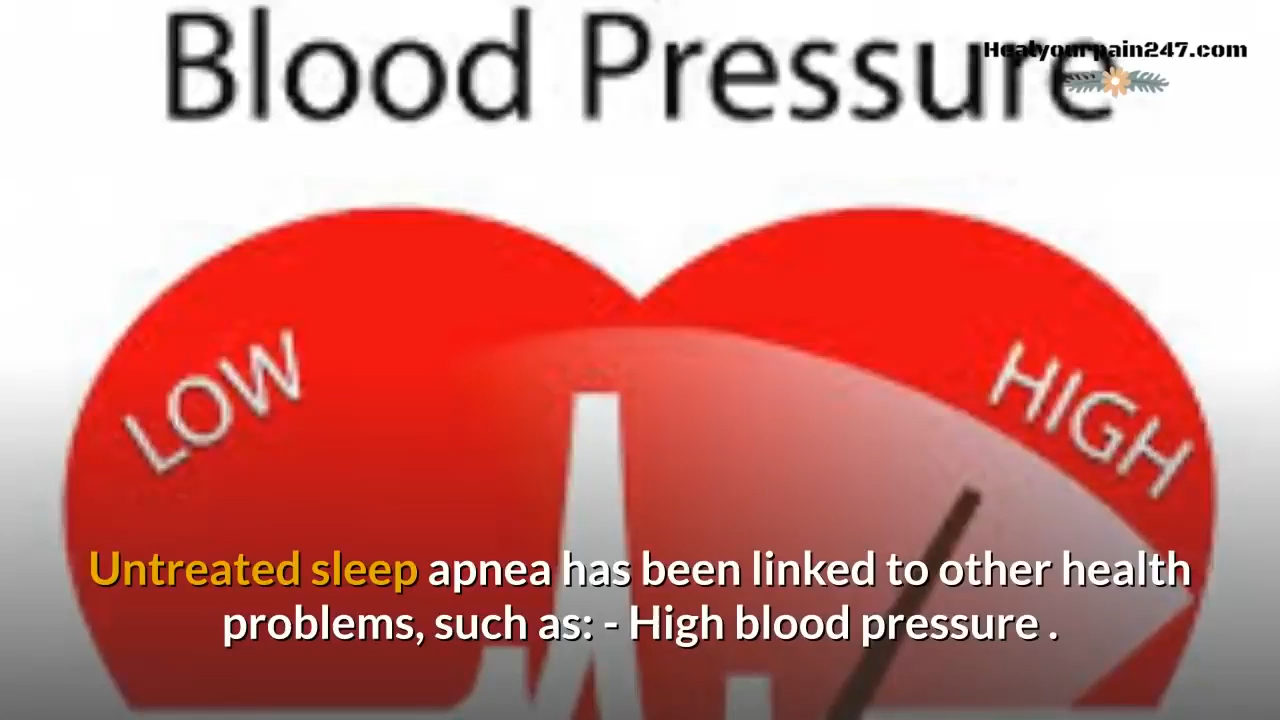 Blood Pressure
Healyourpain247.com
LOW
HIGH
Untreated sleep apnea has been linked to other health
problems, such as: - High blood pressure .